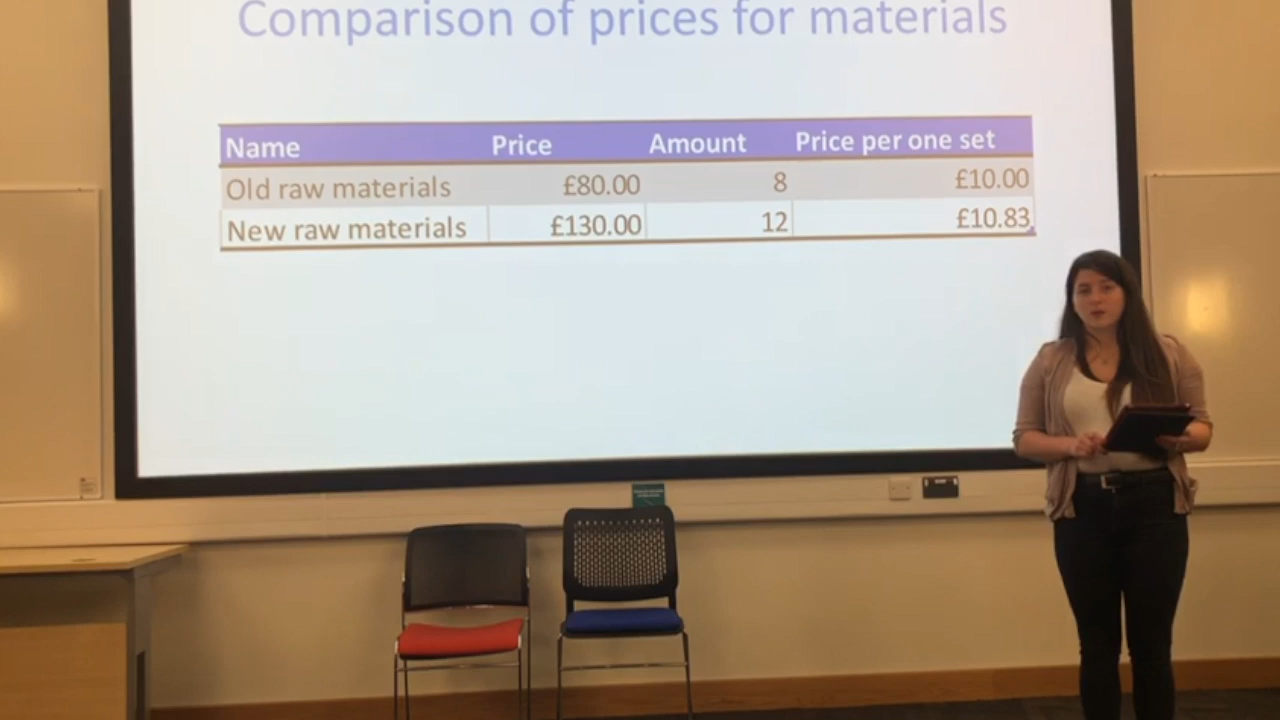 Comparison of prices for materials
Name Price Amount Price per one set
Old raw materials £80.00 8 £10.00
New raw materials £130.00 12 £10.83